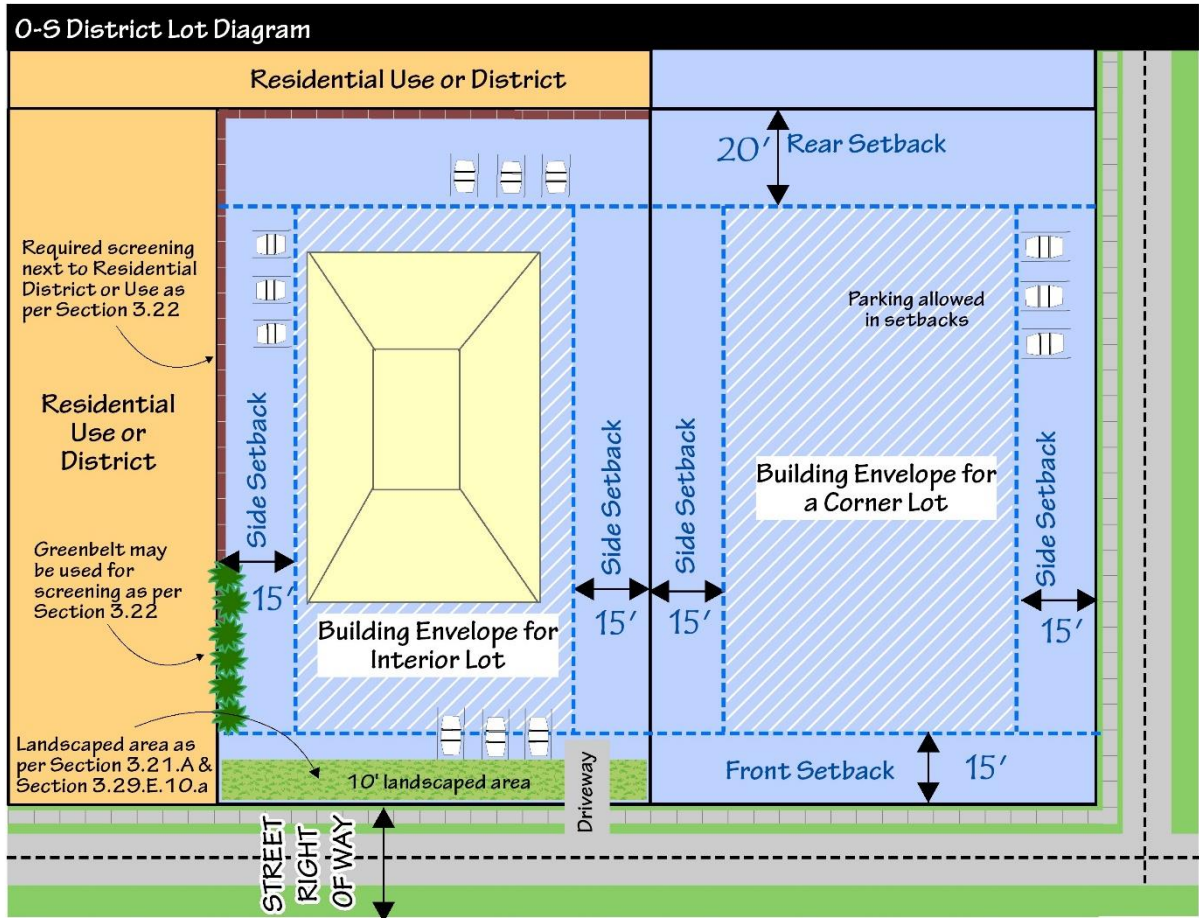 O-S District Lot Diagram
Residential Use or District
20' Rear Setback
Required screening
next to Residential
District or Use as
per Section 3.22
Parking allowed
in setbacks
Residential
Use or
District
Side Setback
15'
Side Setback
15'
Side Setback
15'
Building Envelope for
a Corner Lot
Side Setback
15'
Greenbelt may
be used for
screening as per
Section 3.22
Building Envelope for
Interior Lot
Landscaped area as
per Section 3.21.A &
Section 3.29.E.10.a
10' landscaped area
Driveway
Front Setback 15'
STREET
RIGHT
OF WAY